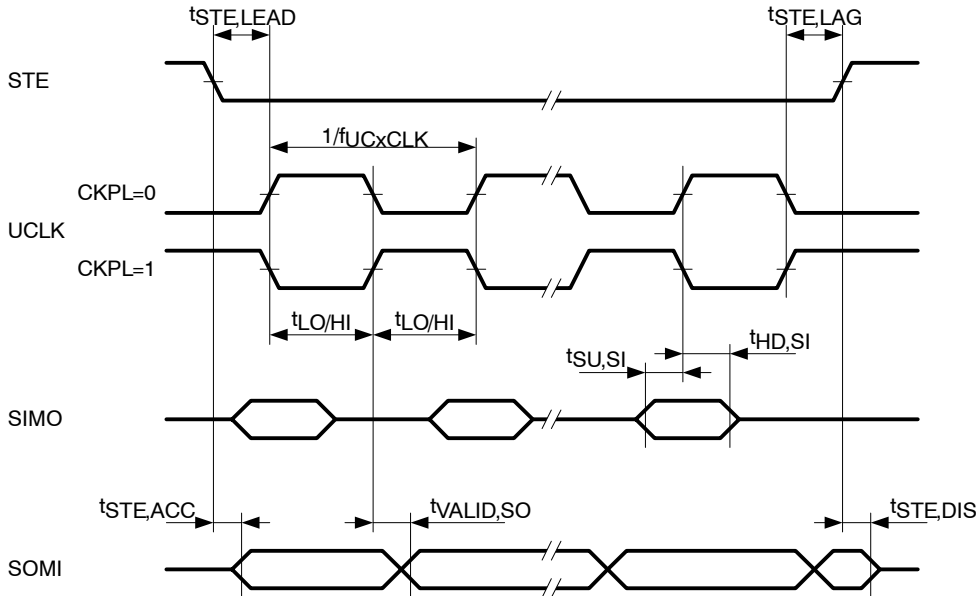 tSTE,LEAD
tSTE,LAG
STE
1/fUCxCLK
CKPL=0
UCLK
CKPL=1
tLO/HI
tLO/HI
tHD,SI
tSU,SI
SIMO
tSTE,ACC
tVALID,SO
tSTE,DIS
SOMI